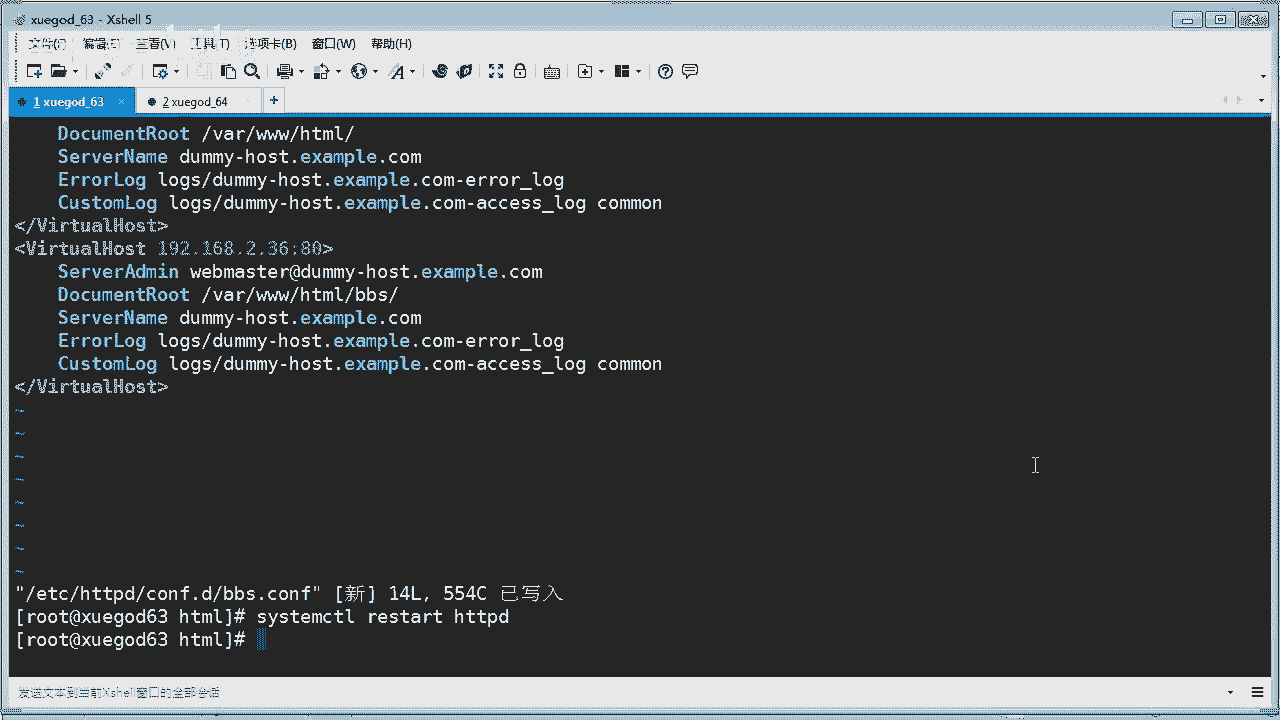 xuegod_63 - Xshell 5
文件(F) 编辑(E) 查看(V) 工具(T) 选项卡(B) 窗口(W) 帮助(H)
1 xuegod_63 × 2 xuegod_64 +
DocumentRoot /var/www/html/
ServerName dummy-host.example.com
ErrorLog logs/dummy-host.example.com-error_log
CustomLog logs/dummy-host.example.com-access_log common
</VirtualHost>
<VirtualHost 192.168.2.36:80>
ServerAdmin webmaster@dummy-host.example.com
DocumentRoot /var/www/html/bbs/
ServerName dummy-host.example.com
ErrorLog logs/dummy-host.example.com-error_log
CustomLog logs/dummy-host.example.com-access_log common
</VirtualHost>
~
~
~
~
~
~
~
~
"/etc/httpd/conf.d/bbs.conf" [新] 14L, 554C 已写入
[root@xuegod63 html]# systemctl restart httpd
[root@xuegod63 html]#
发送文本到当前Xshell窗口的全部会话